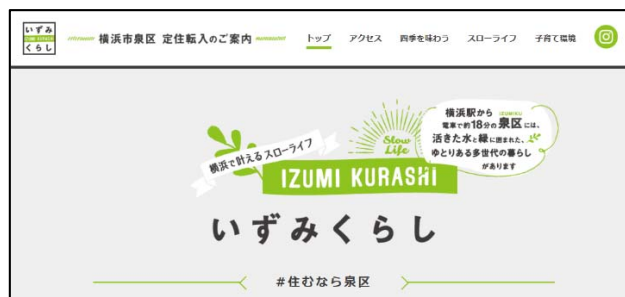 いずみ
IZUMI KURASHI
くらし
横浜市泉区 定住転入のご案内
トップ
アクセス
四季を味わう
スローライフ
子育て環境
横浜で叶えるスローライフ
Slow
Life
横浜駅から
電車で約18分の泉区には、
活きた水と緑に囲まれた、
ゆとりある多世代の暮らし
があります
IZUMI KURASHI
いずみくらし
#住むなら泉区